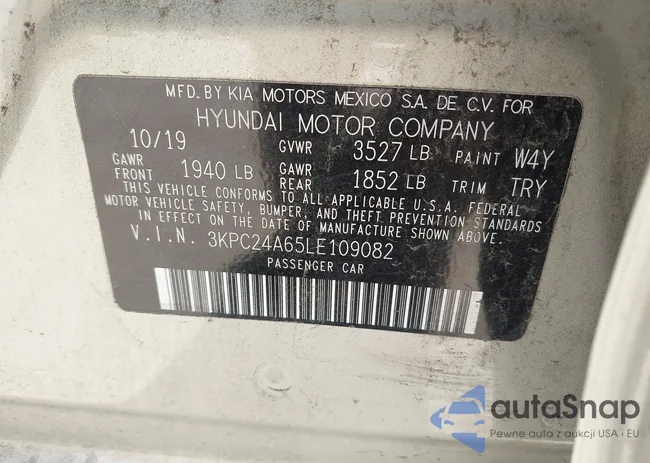 MFD. BY KIA MOTORS MEXICO S.A. DE C.V. FOR
HYUNDAI MOTOR COMPANY
10/19 GVWR 3527 LB PAINT W4Y
GAWR FRONT 1940 LB GAWR REAR 1852 LB TRIM TRY
THIS VEHICLE CONFORMS TO ALL APPLICABLE U.S.A. FEDERAL
MOTOR VEHICLE SAFETY, BUMPER, AND THEFT PREVENTION STANDARDS
IN EFFECT ON THE DATE OF MANUFACTURE SHOWN ABOVE.
V.I.N. 3KPC24A65LE109082
PASSENGER CAR
autaSnap
Pewne auta z aukcji USA i EU